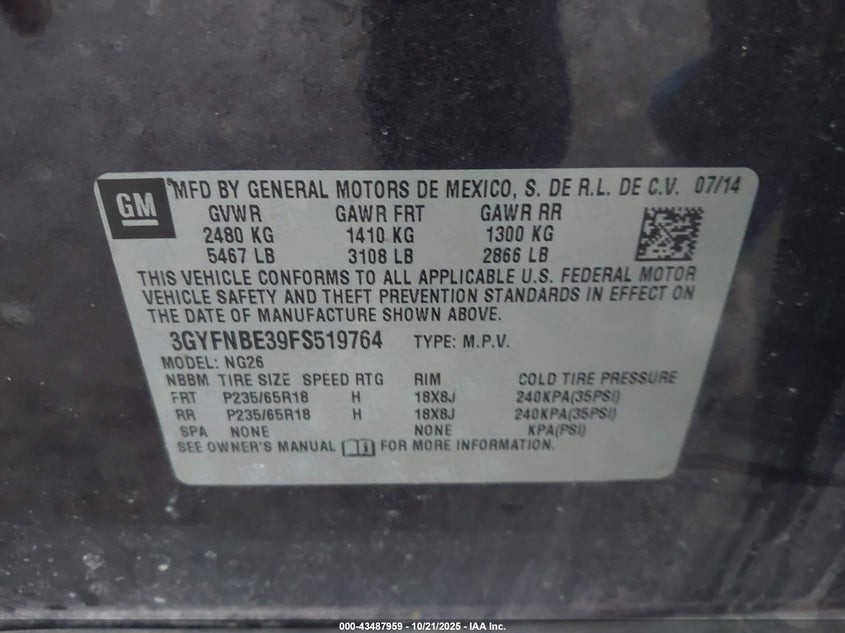 GM
MFD BY GENERAL MOTORS DE MEXICO, S. DE R.L. DE C.V. 07/14
GVWR GAWR FRT GAWR RR
2480 KG 1410 KG 1300 KG
5467 LB 3108 LB 2866 LB
THIS VEHICLE CONFORMS TO ALL APPLICABLE U.S. FEDERAL MOTOR
VEHICLE SAFETY AND THEFT PREVENTION STANDARDS IN EFFECT ON
THE DATE OF MANUFACTURE SHOWN ABOVE.
3GYFNBE39FS519764 TYPE: M.P.V.
MODEL: NG26
NBBM TIRE SIZE SPEED RTG RIM COLD TIRE PRESSURE
FRT P235/65R18 H 18X8J 240KPA(35PSI)
RR P235/65R18 H 18X8J 240KPA(35PSI)
SPA NONE NONE KPA(PSI)
SEE OWNER'S MANUAL FOR MORE INFORMATION.
000-43487959 - 10/21/2025 - IAA Inc.